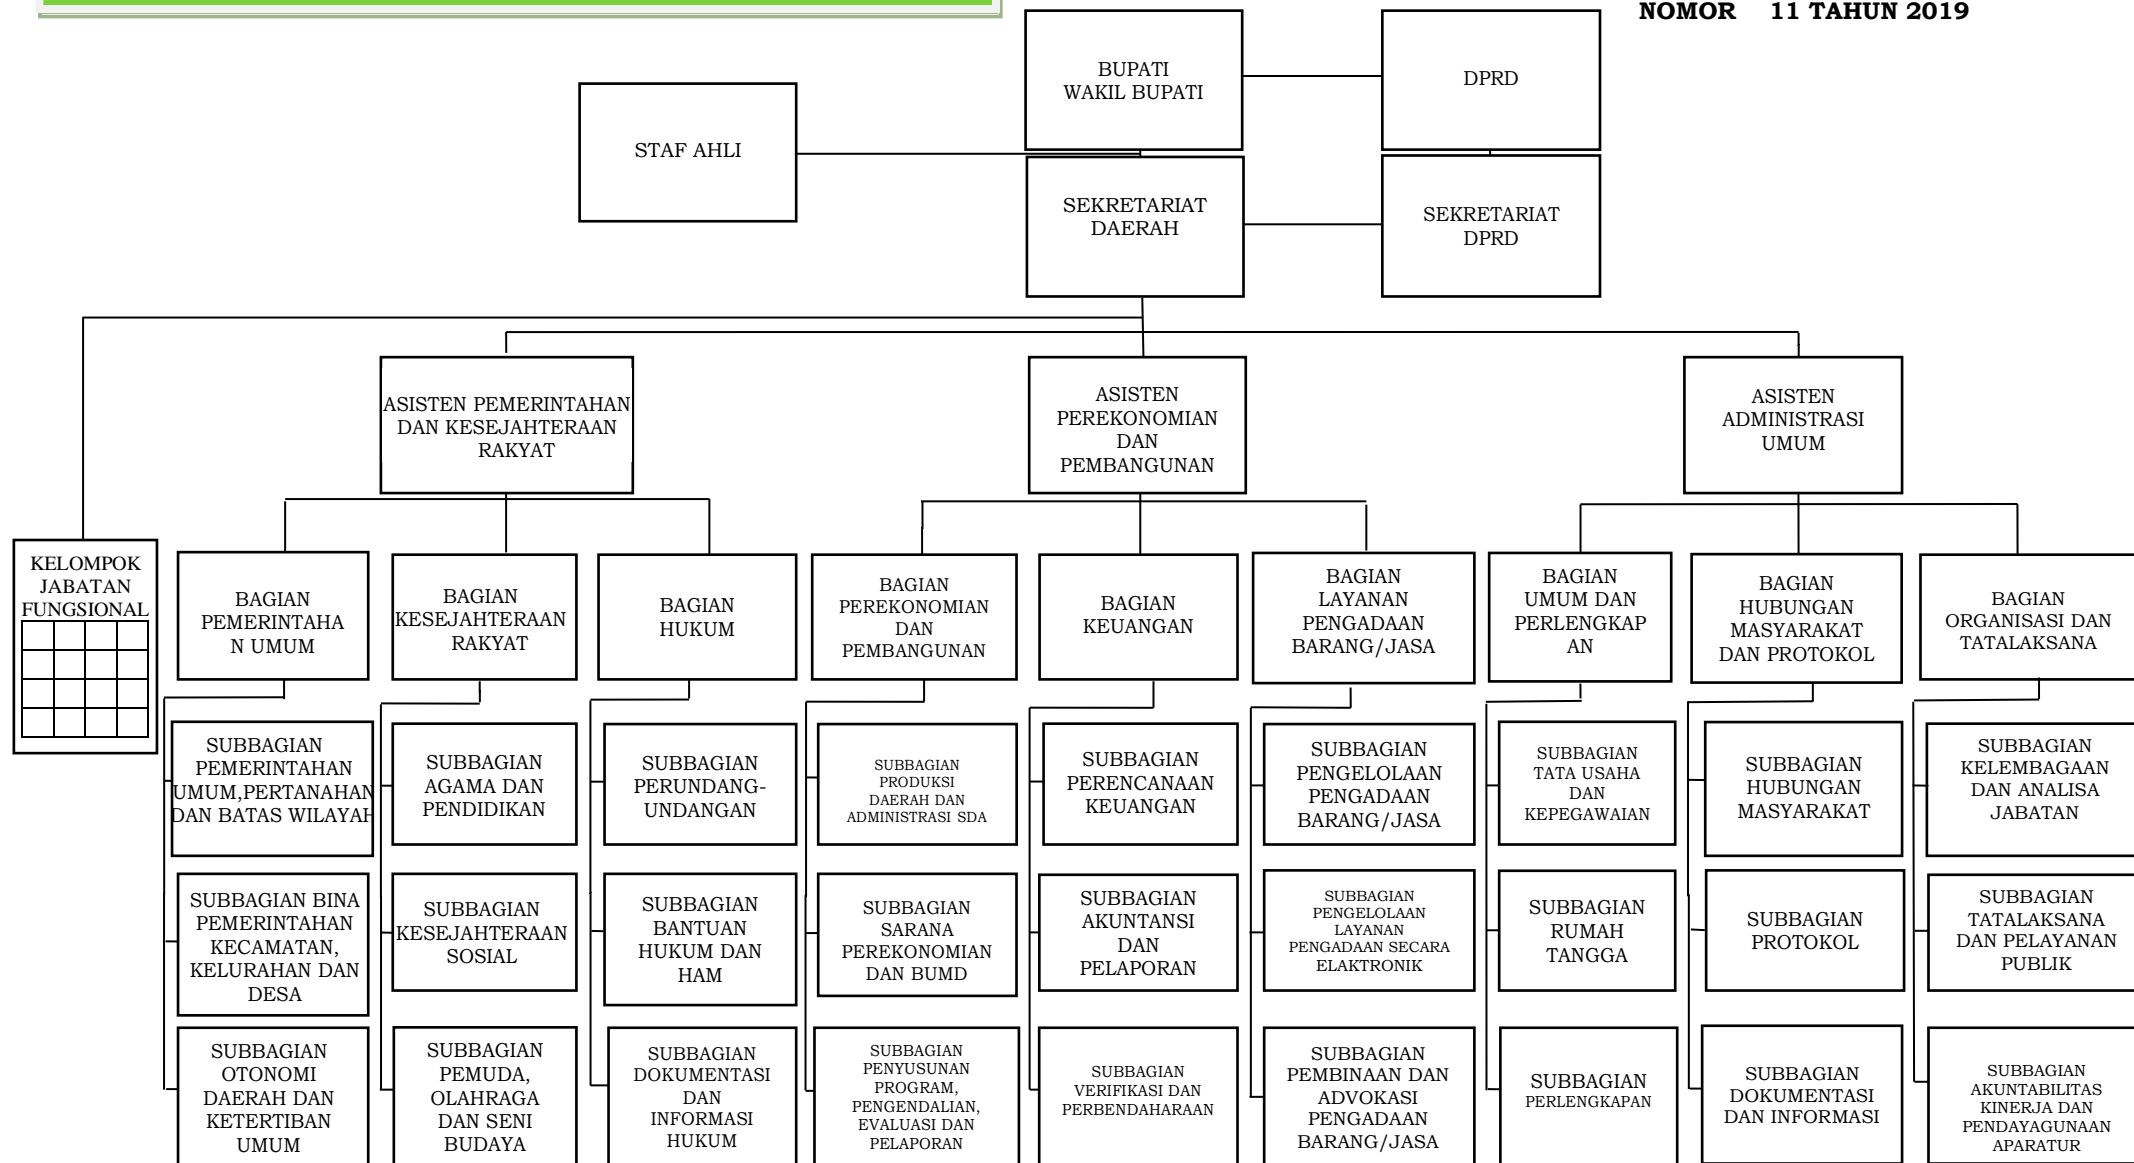 NOMOR 11 TAHUN 2019
BUPATI
WAKIL BUPATI
DPRD
STAF AHLI
SEKRETARIAT
DAERAH
SEKRETARIAT
DPRD
ASISTEN PEMERINTAHAN
DAN KESEJAHTERAAN
RAKYAT
ASISTEN
PEREKONOMIAN
DAN
PEMBANGUNAN
ASISTEN
ADMINISTRASI
UMUM
KELOMPOK
JABATAN
FUNGSIONAL
BAGIAN
PEMERINTAHA
N UMUM
BAGIAN
KESEJAHTERAAN
RAKYAT
BAGIAN
HUKUM
BAGIAN
PEREKONOMIAN
DAN
PEMBANGUNAN
BAGIAN
KEUANGAN
BAGIAN
LAYANAN
PENGADAAN
BARANG/JASA
BAGIAN
UMUM DAN
PERLENGKAP
AN
BAGIAN
HUBUNGAN
MASYARAKAT
DAN PROTOKOL
BAGIAN
ORGANISASI DAN
TATALAKSANA
SUBBAGIAN
PEMERINTAHAN
UMUM,PERTANAHAN
DAN BATAS WILAYAH
SUBBAGIAN
AGAMA DAN
PENDIDIKAN
SUBBAGIAN
PERUNDANG-
UNDANGAN
SUBBAGIAN
PRODUKSI
DAERAH DAN
ADMINISTRASI SDA
SUBBAGIAN
PERENCANAAN
KEUANGAN
SUBBAGIAN
PENGELOLAAN
PENGADAAN
BARANG/JASA
SUBBAGIAN
TATA USAHA
DAN
KEPEGAWAIAN
SUBBAGIAN
HUBUNGAN
MASYARAKAT
SUBBAGIAN
KELEMBAGAAN
DAN ANALISA
JABATAN
SUBBAGIAN BINA
PEMERINTAHAN
KECAMATAN,
KELURAHAN DAN
DESA
SUBBAGIAN
KESEJAHTERAAN
SOSIAL
SUBBAGIAN
BANTUAN
HUKUM DAN
HAM
SUBBAGIAN
SARANA
PEREKONOMIAN
DAN BUMD
SUBBAGIAN
AKUNTANSI
DAN
PELAPORAN
SUBBAGIAN
PENGELOLAAN
LAYANAN
PENGADAAN SECARA
ELAKTRONIK
SUBBAGIAN
RUMAH
TANGGA
SUBBAGIAN
PROTOKOL
SUBBAGIAN
TATALAKSANA
DAN PELAYANAN
PUBLIK
SUBBAGIAN
OTONOMI
DAERAH DAN
KETERTIBAN
UMUM
SUBBAGIAN
PEMUDA,
OLAHRAGA
DAN SENI
BUDAYA
SUBBAGIAN
DOKUMENTASI
DAN
INFORMASI
HUKUM
SUBBAGIAN
PENYUSUNAN
PROGRAM,
PENGENDALIAN,
EVALUASI DAN
PELAPORAN
SUBBAGIAN
VERIFIKASI DAN
PERBENDAHARAAN
SUBBAGIAN
PEMBINAAN DAN
ADVOKASI
PENGADAAN
BARANG/JASA
SUBBAGIAN
PERLENGKAPAN
SUBBAGIAN
DOKUMENTASI
DAN INFORMASI
SUBBAGIAN
AKUNTABILITAS
KINERJA DAN
PENDAYAGUNAAN
APARATUR